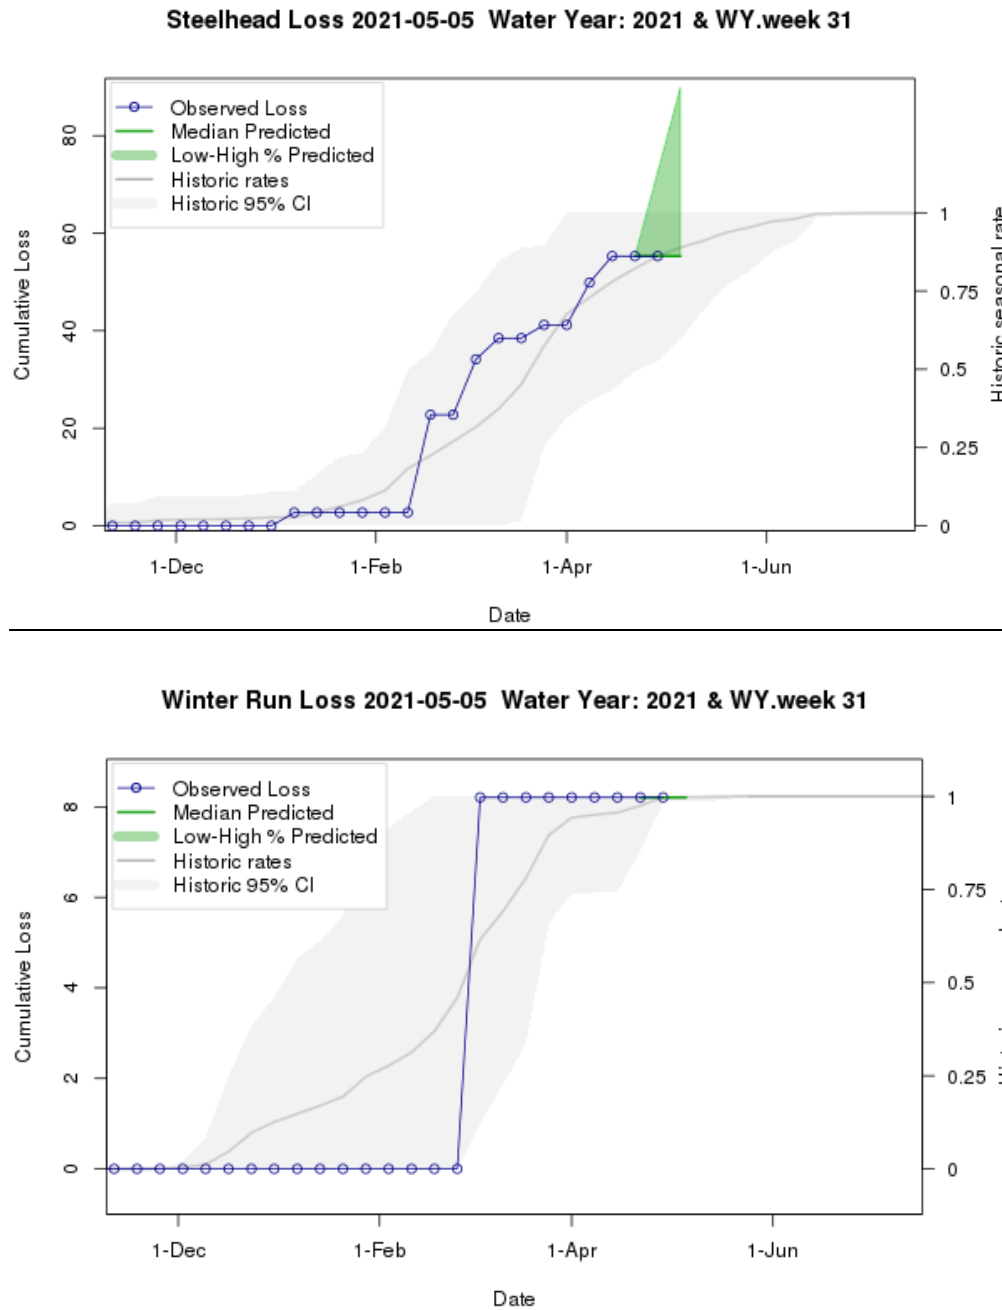 Steelhead Loss 2021-05-05 Water Year: 2021 & WY.week 31
Observed Loss
Median Predicted
Low-High % Predicted
Historic rates
Historic 95% CI
Cumulative Loss
0
20
40
60
80
Historic seasonal rate
1
0.75
0.5
0.25
0
1-Dec
1-Feb
1-Apr
1-Jun
Date
Winter Run Loss 2021-05-05 Water Year: 2021 & WY.week 31
Observed Loss
Median Predicted
Low-High % Predicted
Historic rates
Historic 95% CI
Cumulative Loss
0
2
4
6
8
1
0.75
0.5
0.25
0
1-Dec
1-Feb
1-Apr
1-Jun
Date